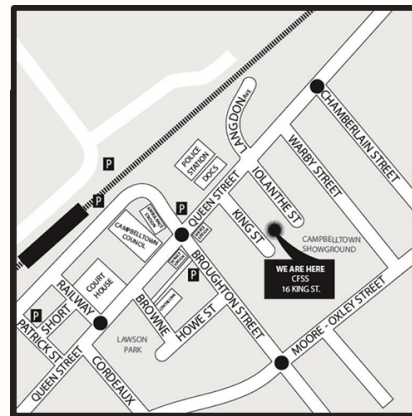 LANGDON AVE
CHAMBERLAIN STREET
POLICE
STATION
DOCS
WARBY STREET
IOLANTHE ST
QUEEN STREET
KING ST
P
P
P
P
P
CAMPBELLTOWN
COUNCIL
CAMPBELLTOWN
SHOWGROUND
WE ARE HERE
CFSS
16 KING ST.
COURT
HOUSE
RAILWAY
SHORT
PATRICK ST
BROWNE
BROUGHTON STREET
HOWE ST
MOORE - OXLEY STREET
LAWSON
PARK
QUEEN STREET
CORDEAUX